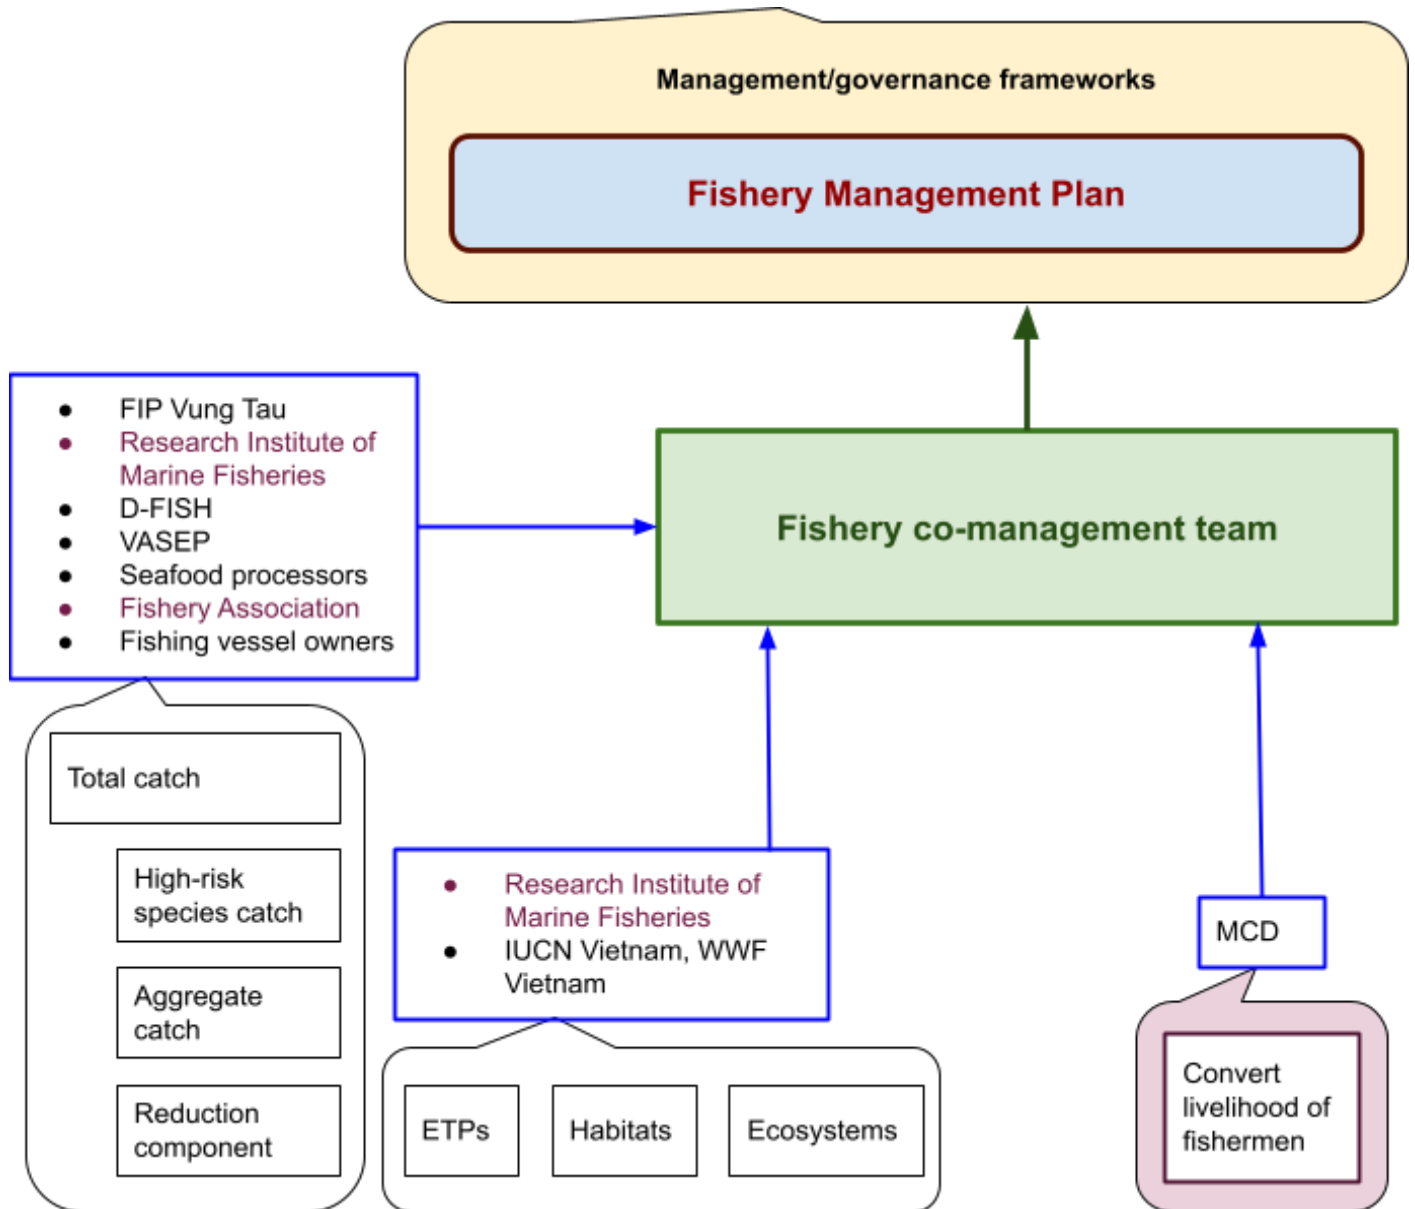 Management/governance frameworks
Fishery Management Plan
● FIP Vung Tau
● Research Institute of
Marine Fisheries
● D-FISH
● VASEP
● Seafood processors
● Fishery Association
● Fishing vessel owners
Fishery co-management team
Total catch
High-risk
species catch
Aggregate
catch
Reduction
component
● Research Institute of
Marine Fisheries
● IUCN Vietnam, WWF
Vietnam
ETPs
Habitats
Ecosystems
MCD
Convert
livelihood of
fishermen